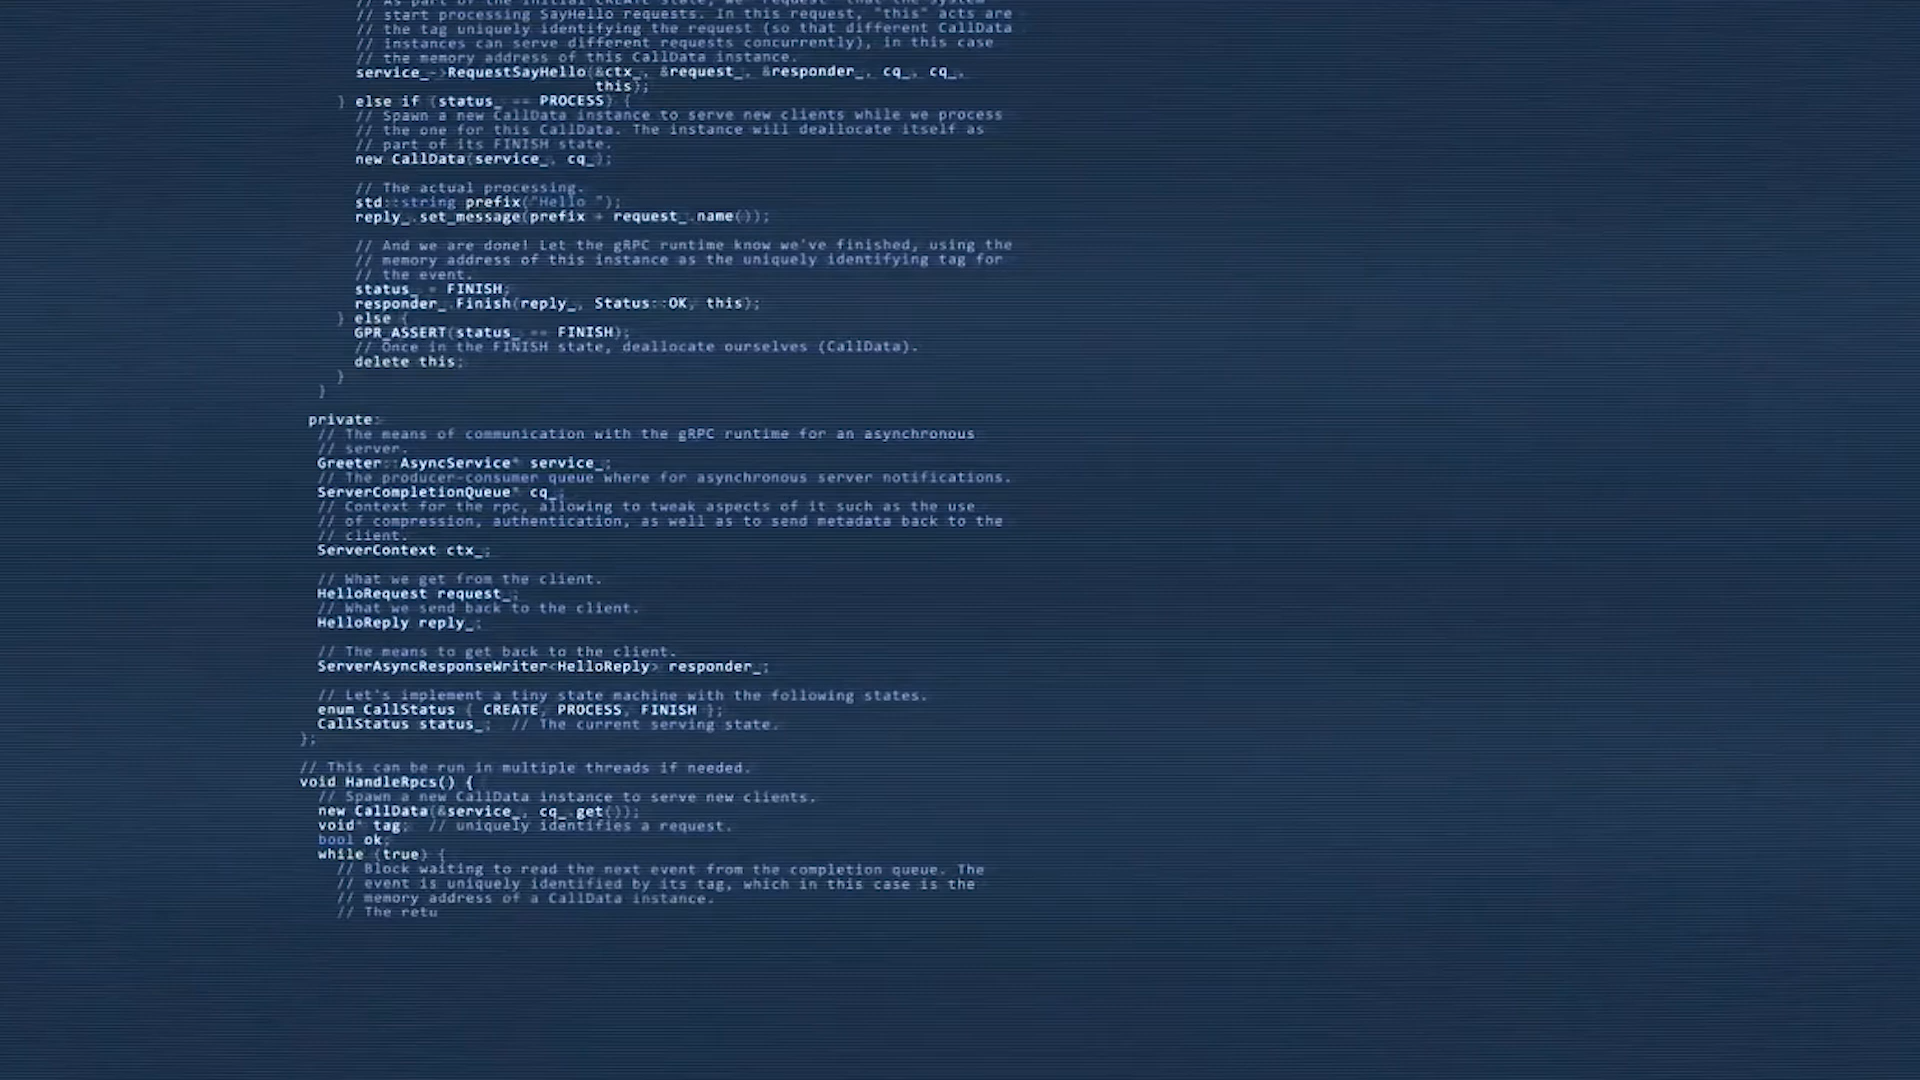 // As part of the initial CREATE state, we *request* that the system
// start processing SayHello requests. In this request, "this" acts are
// the tag uniquely identifying the request (so that different CallData
// instances can serve different requests concurrently), in this case
// the memory address of this CallData instance.
service_->RequestSayHello(&ctx_, &request_, &responder_, cq_, cq_,
this);
} else if (status_ == PROCESS) {
// Spawn a new CallData instance to serve new clients while we process
// the one for this CallData. The instance will deallocate itself as
// part of its FINISH state.
new CallData(service_, cq_);
// The actual processing.
std::string prefix("Hello ");
reply_.set_message(prefix + request_.name());
// And we are done! Let the gRPC runtime know we've finished, using the
// memory address of this instance as the uniquely identifying tag for
// the event.
status_ = FINISH;
responder_.Finish(reply_, Status::OK, this);
} else {
GPR_ASSERT(status_ == FINISH);
// Once in the FINISH state, deallocate ourselves (CallData).
delete this;
}
}
private:
// The means of communication with the gRPC runtime for an asynchronous
// server.
Greeter::AsyncService* service_;
// The producer-consumer queue where for asynchronous server notifications.
ServerCompletionQueue* cq_;
// Context for the rpc, allowing to tweak aspects of it such as the use
// of compression, authentication, as well as to send metadata back to the
// client.
ServerContext ctx_;
// What we get from the client.
HelloRequest request_;
// What we send back to the client.
HelloReply reply_;
// The means to get back to the client.
ServerAsyncResponseWriter<HelloReply> responder_;
// Let's implement a tiny state machine with the following states.
enum CallStatus { CREATE, PROCESS, FINISH };
CallStatus status_;  // The current serving state.
};
// This can be run in multiple threads if needed.
void HandleRpcs() {
// Spawn a new CallData instance to serve new clients.
new CallData(&service_, cq_.get());
void* tag;  // uniquely identifies a request.
bool ok;
while (true) {
// Block waiting to read the next event from the completion queue. The
// event is uniquely identified by its tag, which in this case is the
// memory address of a CallData instance.
// The retu